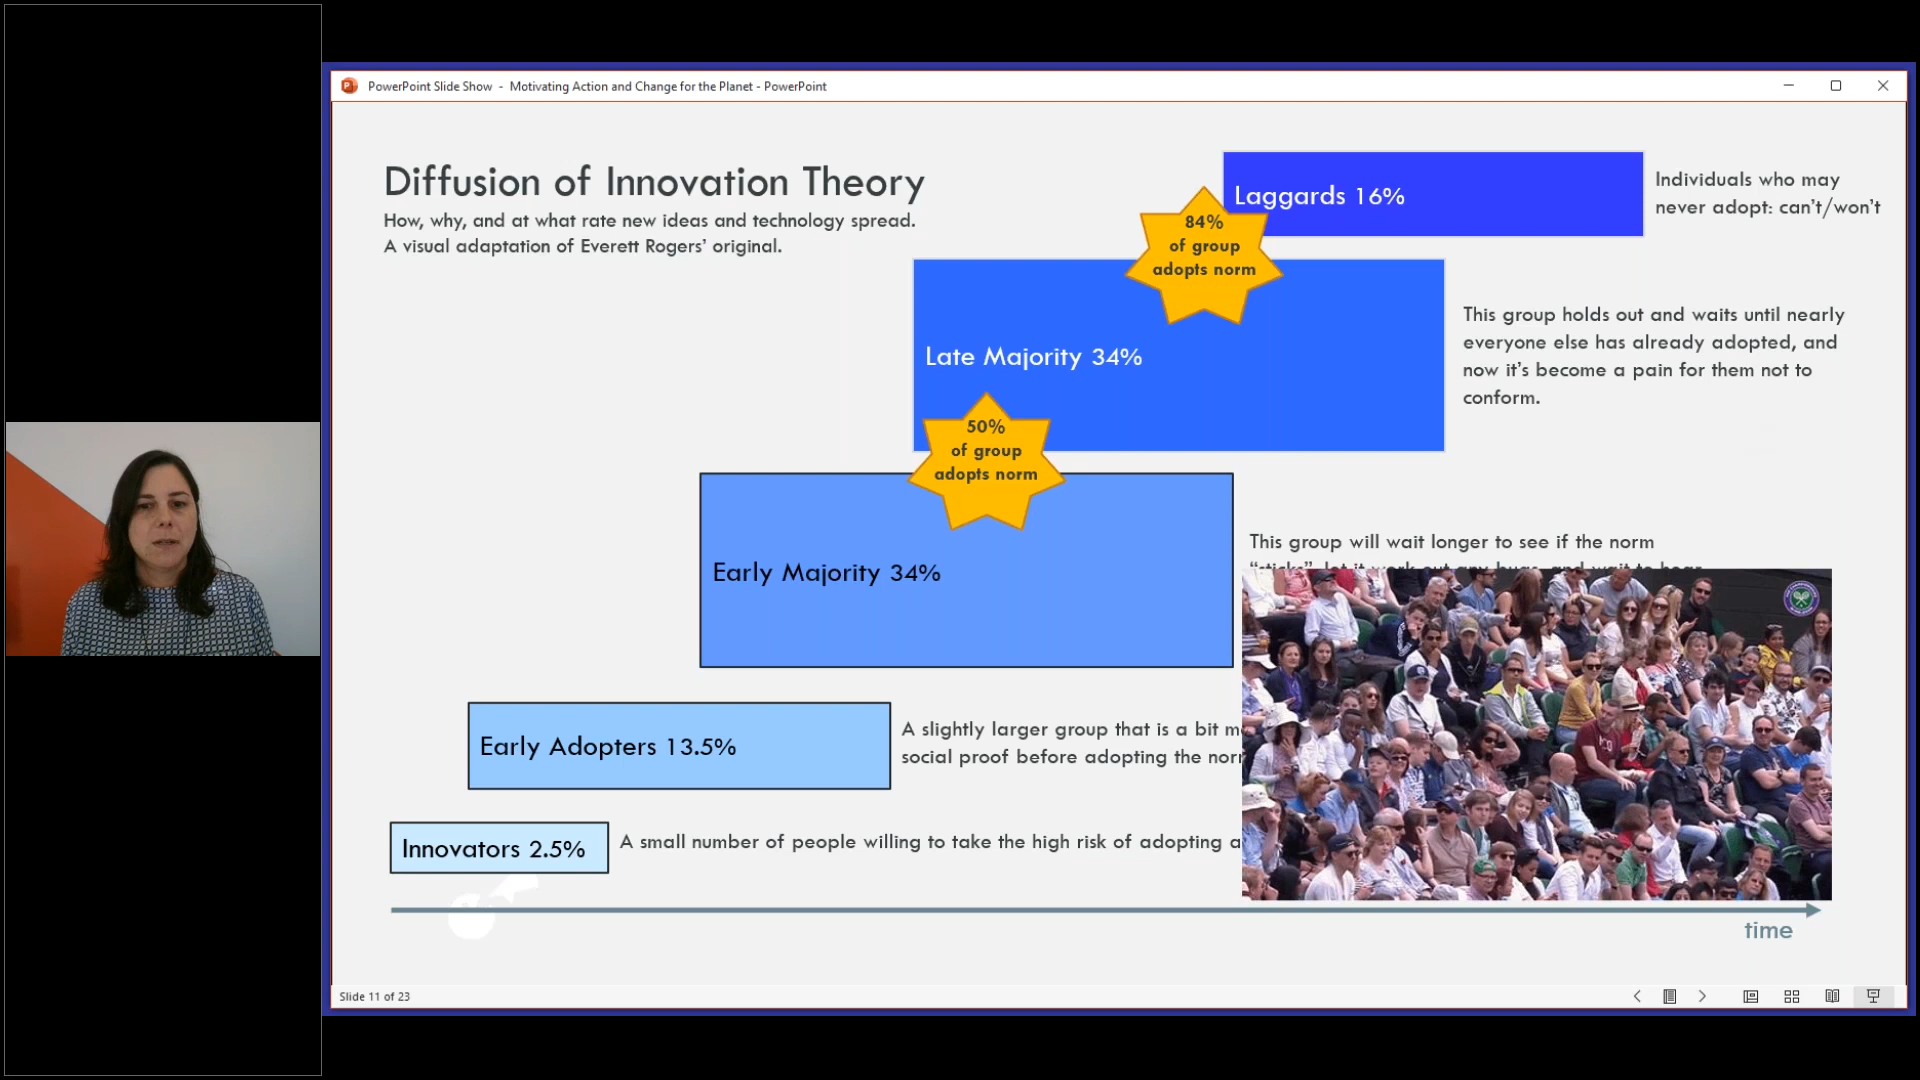 PowerPoint Slide Show - Motivating Action and Change for the Planet - PowerPoint
Diffusion of Innovation Theory
How, why, and at what rate new ideas and technology spread.
A visual adaptation of Everett Rogers’ original.
Laggards 16%
Individuals who may
never adopt: can’t/won’t
84%
of group
adopts norm
Late Majority 34%
This group holds out and waits until nearly
everyone else has already adopted, and
now it’s become a pain for them not to
conform.
50%
of group
adopts norm
Early Majority 34%
This group will wait longer to see if the norm
Early Adopters 13.5%
A slightly larger group that is a bit
social proof before adopting the
Innovators 2.5%
A small number of people willing to take the high risk of adopting a
time
Slide 11 of 23